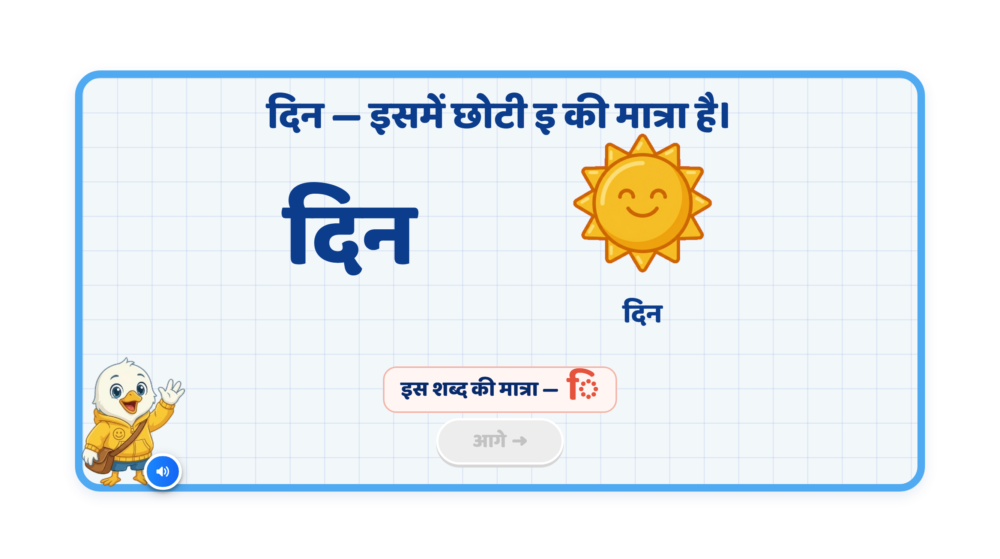 दिन – इसमें छोटी इ की मात्रा है।
दिन
दिन
इस शब्द की मात्रा – ि
आगे →